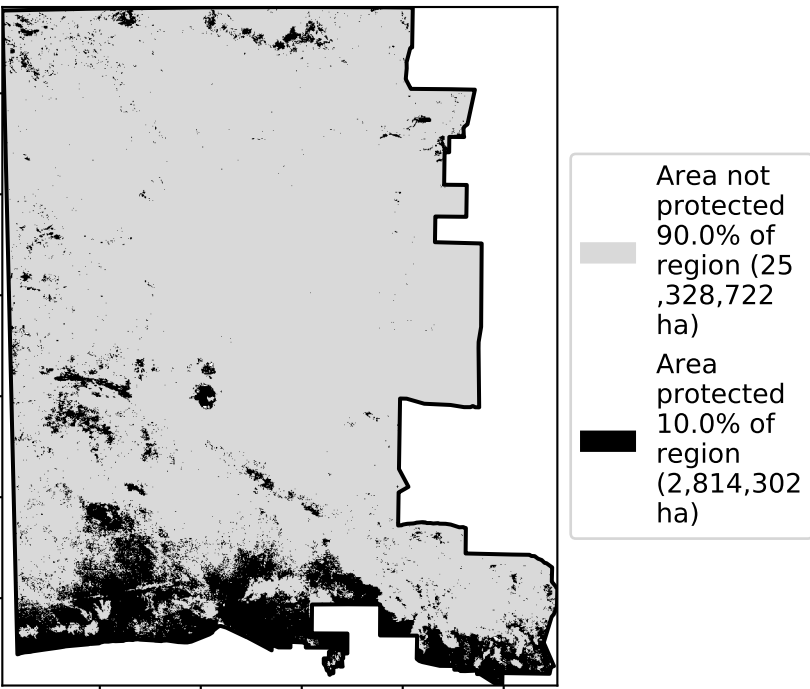 Area not
protected
90.0% of
region (25
,328,722
ha)
Area
protected
10.0% of
region
(2,814,302
ha)